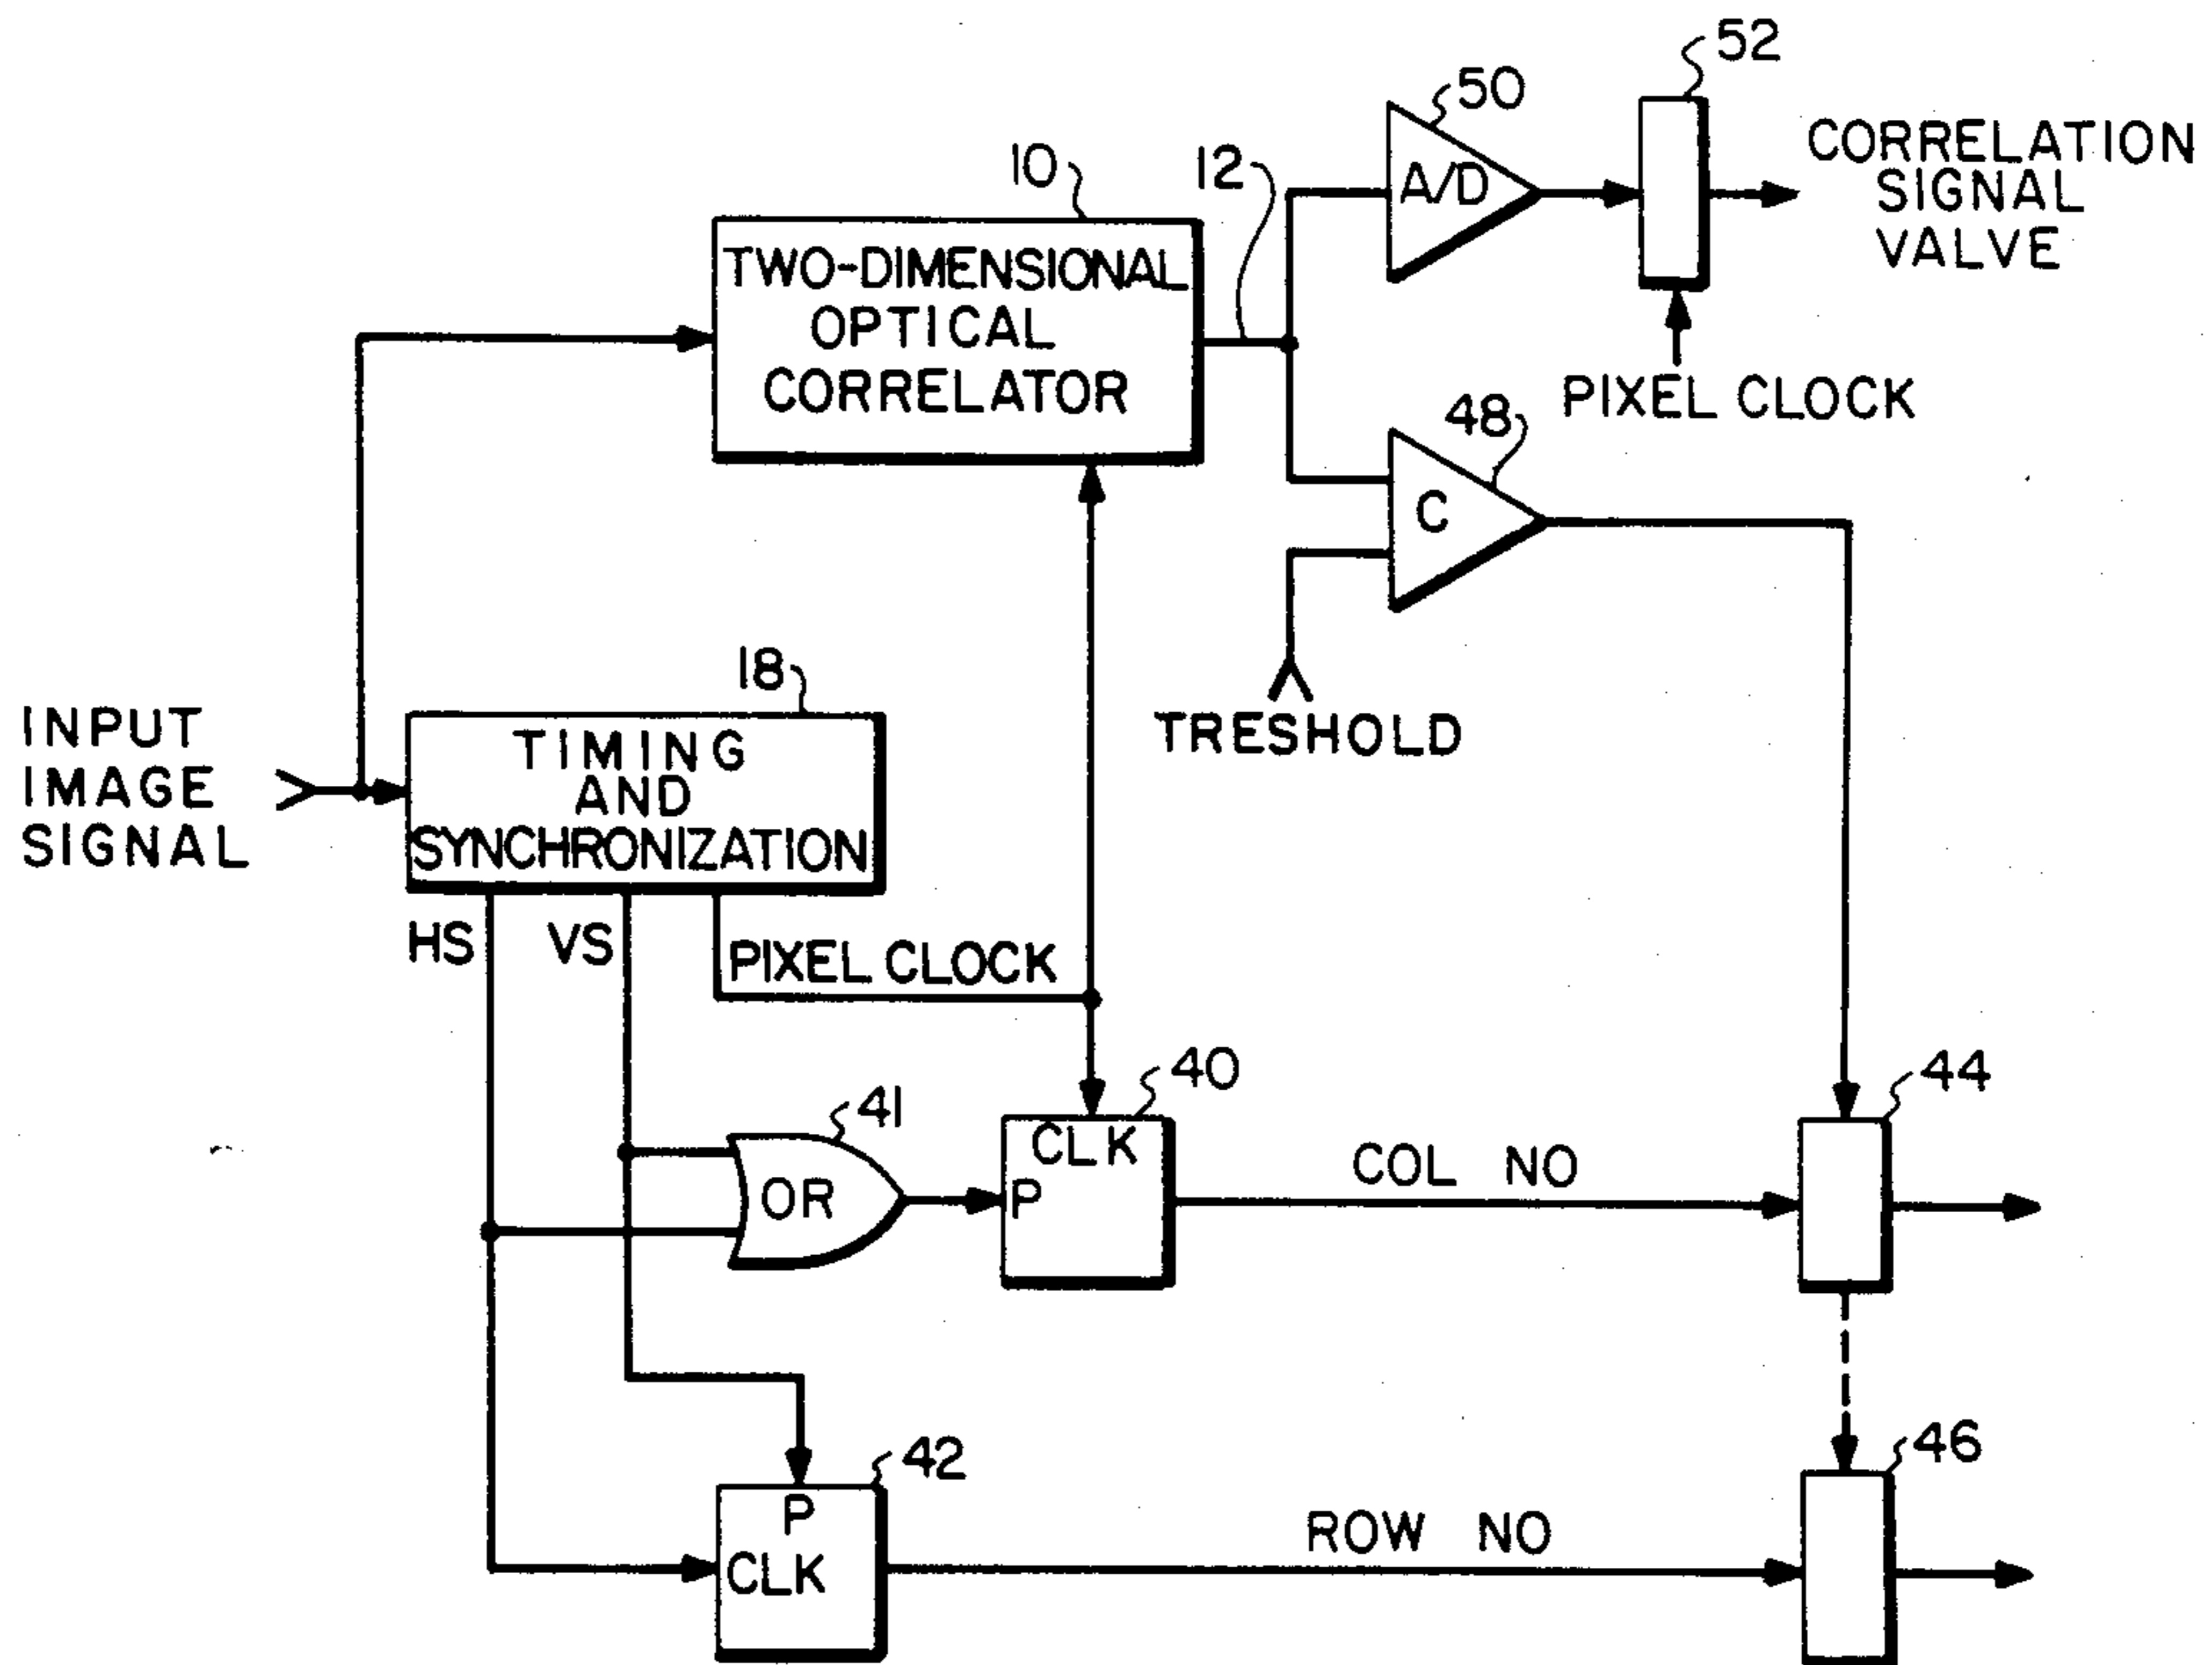 52
50
10
12
A/D
CORRELATION
SIGNAL
VALVE
TWO-DIMENSIONAL
OPTICAL
CORRELATOR
PIXEL CLOCK
48
C
18
TRESHOLD
INPUT
IMAGE
SIGNAL
TIMING
AND
SYNCHRONIZATION
HS
VS
PIXEL CLOCK
41
40
44
OR
CLK
P
COL NO
42
46
P
CLK
ROW NO